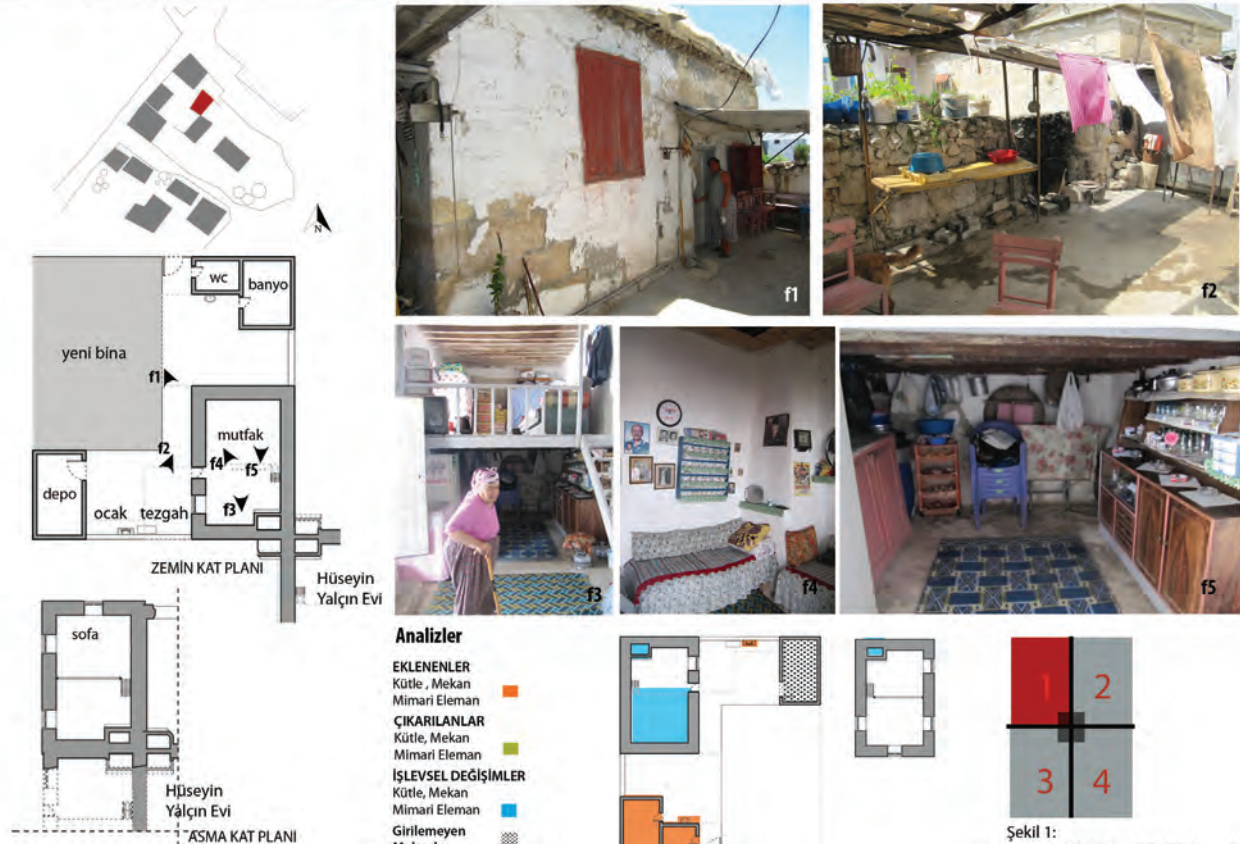 N
wc
banyo
yeni bina
f1
f2
mutfak
f4
f5
f3
depo
ocak
tezgah
ZEMİN KAT PLANI
Hüseyin
Yalçın Evi
sofa
Hüseyin
Yalçın Evi
ASMA KAT PLANI
f1
f2
f3
f4
f5
Analizler
EKLENENLER
Kütle , Mekan
Mimari Eleman
ÇIKARILANLAR
Kütle, Mekan
Mimari Eleman
İŞLEVSEL DEĞİŞİMLER
Kütle, Mekan
Mimari Eleman
Girilemeyen
1
2
3
4
Şekil 1: